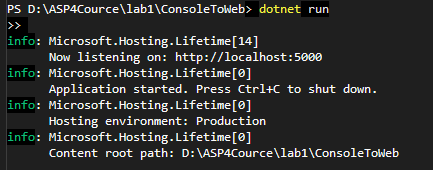 PS D:\ASP4Cource\lab1\ConsoleToWeb> dotnet run
>>
info: Microsoft.Hosting.Lifetime[14]
      Now listening on: http://localhost:5000
info: Microsoft.Hosting.Lifetime[0]
      Application started. Press Ctrl+C to shut down.
info: Microsoft.Hosting.Lifetime[0]
      Hosting environment: Production
info: Microsoft.Hosting.Lifetime[0]
      Content root path: D:\ASP4Cource\lab1\ConsoleToWeb